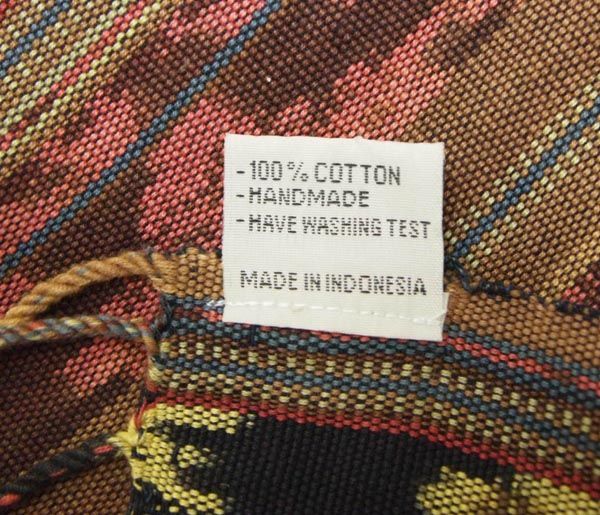 -100% COTTON
-HANDMADE
-HAVE WASHING TEST
MADE IN INDONESIA